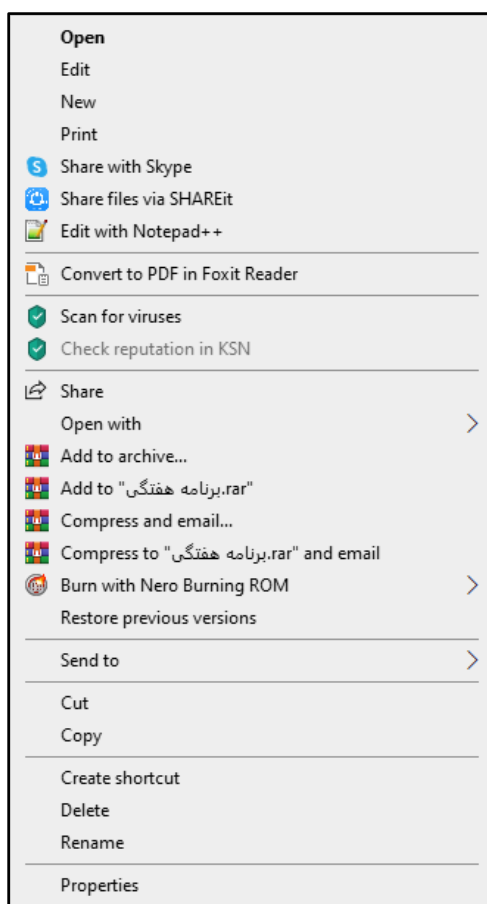 Open
Edit
New
Print
Share with Skype
Share files via SHAREit
Edit with Notepad++
Convert to PDF in Foxit Reader
Scan for viruses
Check reputation in KSN
Share
Open with
Add to archive...
Add to "برنامه هفتگی.rar"
Compress and email...
Compress to "برنامه هفتگی.rar" and email
Burn with Nero Burning ROM
Restore previous versions
Send to
Cut
Copy
Create shortcut
Delete
Rename
Properties